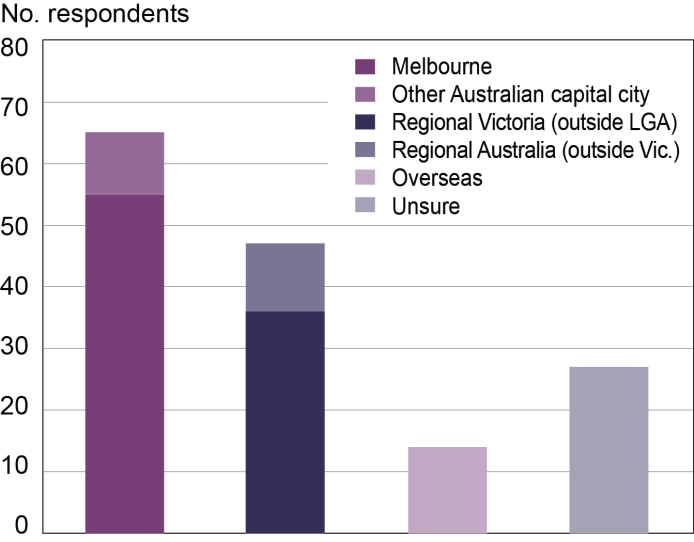 No. respondents
80
70
60
50
40
30
20
10
0
Melbourne
Other Australian capital city
Regional Victoria (outside LGA)
Regional Australia (outside Vic.)
Overseas
Unsure